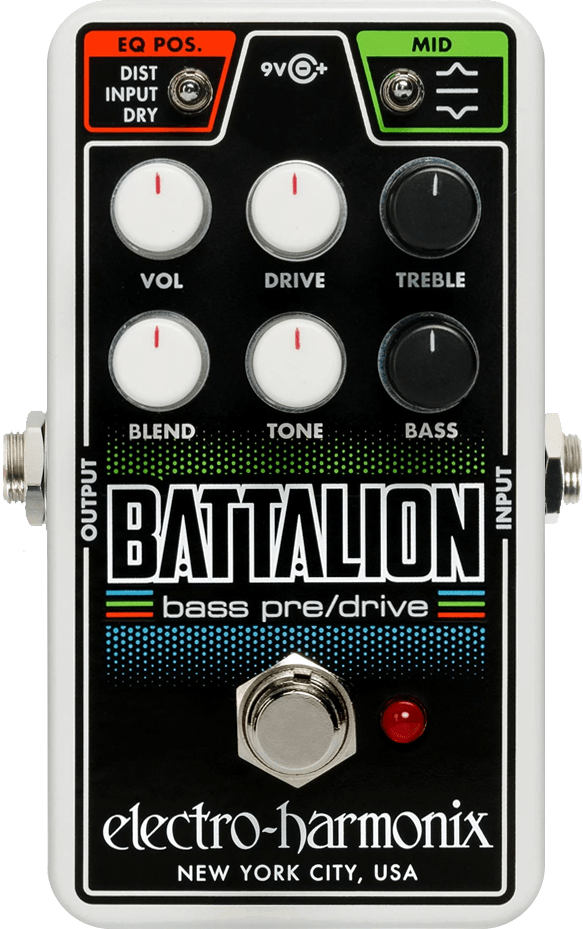 EQ POS.
DIST
INPUT
DRY
9V +
MID
VOL
DRIVE
TREBLE
BLEND
TONE
BASS
OUTPUT
INPUT
BATTALION
bass pre/drive
electro-harmonix
NEW YORK CITY, USA